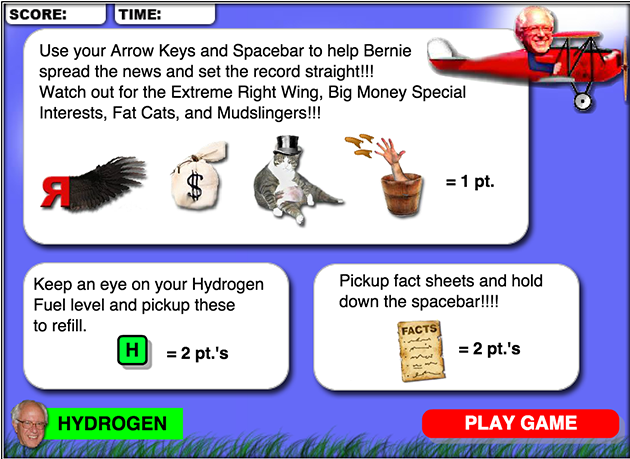 SCORE: TIME:
Use your Arrow Keys and Spacebar to help Bernie
spread the news and set the record straight!!!
Watch out for the Extreme Right Wing, Big Money Special
Interests, Fat Cats, and Mudslingers!!!
Я $ = 1 pt.
Keep an eye on your Hydrogen
Fuel level and pickup these
to refill.
H = 2 pt.'s
Pickup fact sheets and hold
down the spacebar!!!!
FACTS
= 2 pt.'s
HYDROGEN
PLAY GAME